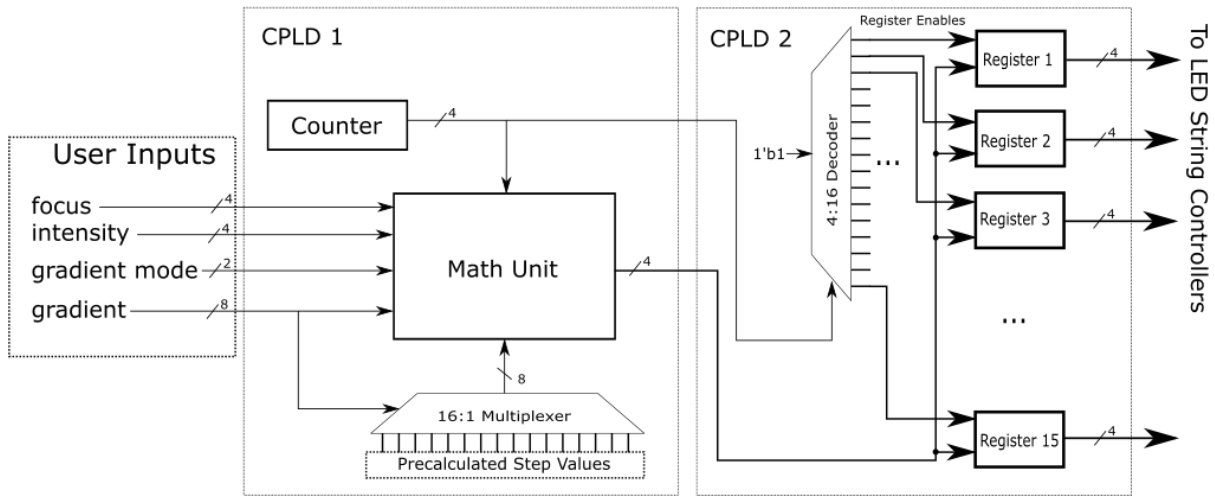 CPLD 1
CPLD 2
Register Enables
Register 1
4
To LED String Controllers
Counter
4
User Inputs
1'b1
4:16 Decoder
...
Register 2
4
focus
4
intensity
4
gradient mode
2
gradient
8
Math Unit
4
Register 3
4
...
8
16:1 Multiplexer
Precalculated Step Values
Register 15
4